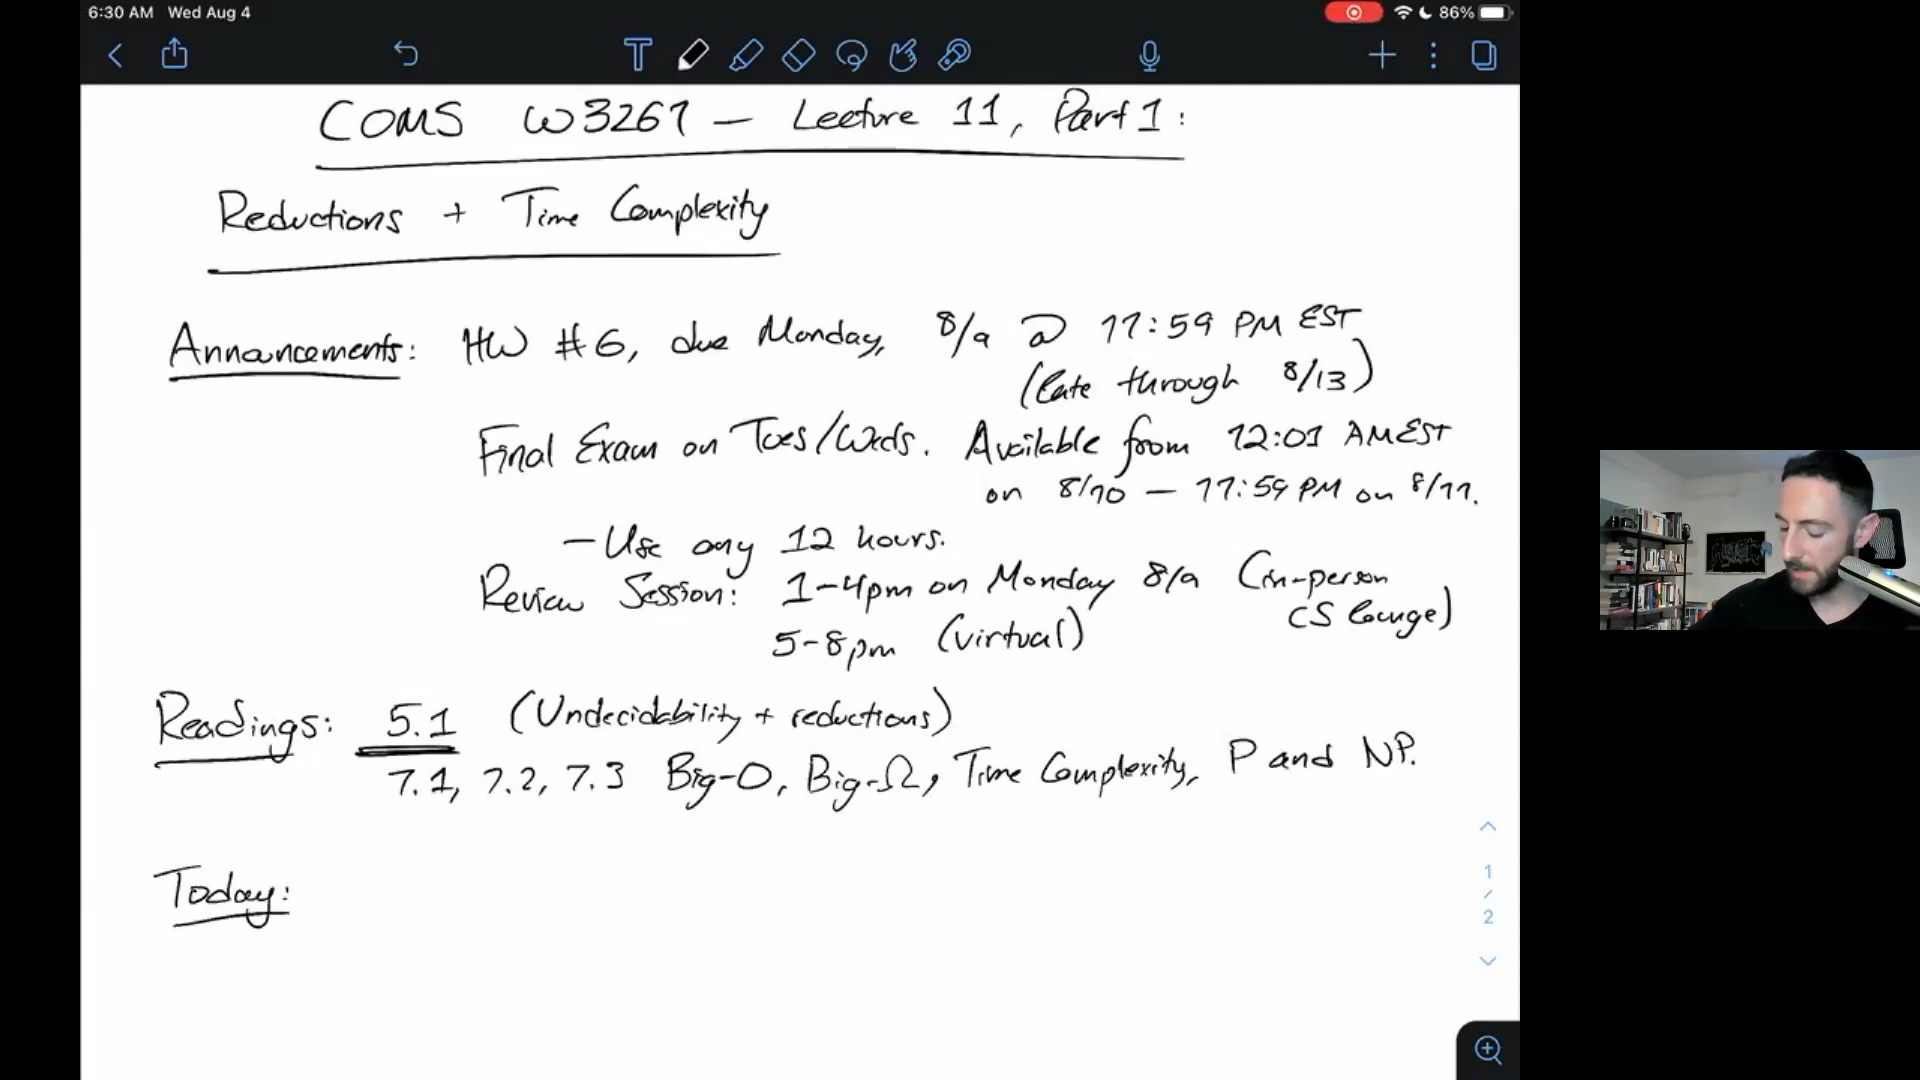 6:30 AM Wed Aug 4 86%
COMS W3261 – Lecture 11, Part 1:
Reductions + Time Complexity
Announcements: HW #6, due Monday, 8/9 @ 11:59 PM EST
(late through 8/13)
Final Exam on Tues/Weds. Available from 12:01 AM EST
on 8/10 – 11:59 PM on 8/11.
– Use any 12 hours.
Review Session: 1-4pm on Monday 8/9 (in-person
CS lounge)
5-8pm (virtual)
Readings: 5.1 (Undecidability + reductions)
7.1, 7.2, 7.3 Big-O, Big-Ω, Time Complexity, P and NP.
Today:
1
/
2